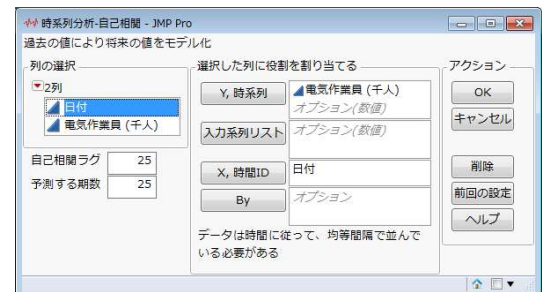 時系列分析-自己相関 - JMP Pro
過去の値により将来の値をモデル化
列の選択
2列
日付
電気作業員 (千人)
自己相関ラグ 25
予測する期数 25
選択した列に役割を割り当てる
Y, 時系列
電気作業員 (千人)
オプション(数値)
入力系列リスト
オプション(数値)
X, 時間ID
日付
By
オプション
データは時間に従って、均等間隔で並んで
いる必要がある
アクション
OK
キャンセル
削除
前回の設定
ヘルプ